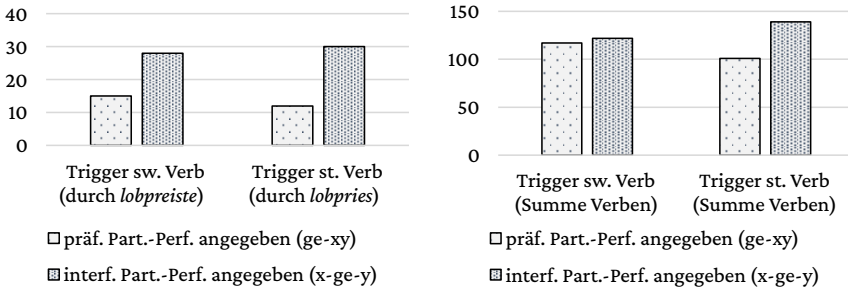 40
30
20
10
0
Trigger sw. Verb
(durch lobpreiste)
Trigger st. Verb
(durch lobpries)
präf. Part.-Perf. angegeben (ge-xy)
interf. Part.-Perf. angegeben (x-ge-y)
150
100
50
0
Trigger sw. Verb
(Summe Verben)
Trigger st. Verb
(Summe Verben)
präf. Part.-Perf. angegeben (ge-xy)
interf. Part.-Perf. angegeben (x-ge-y)